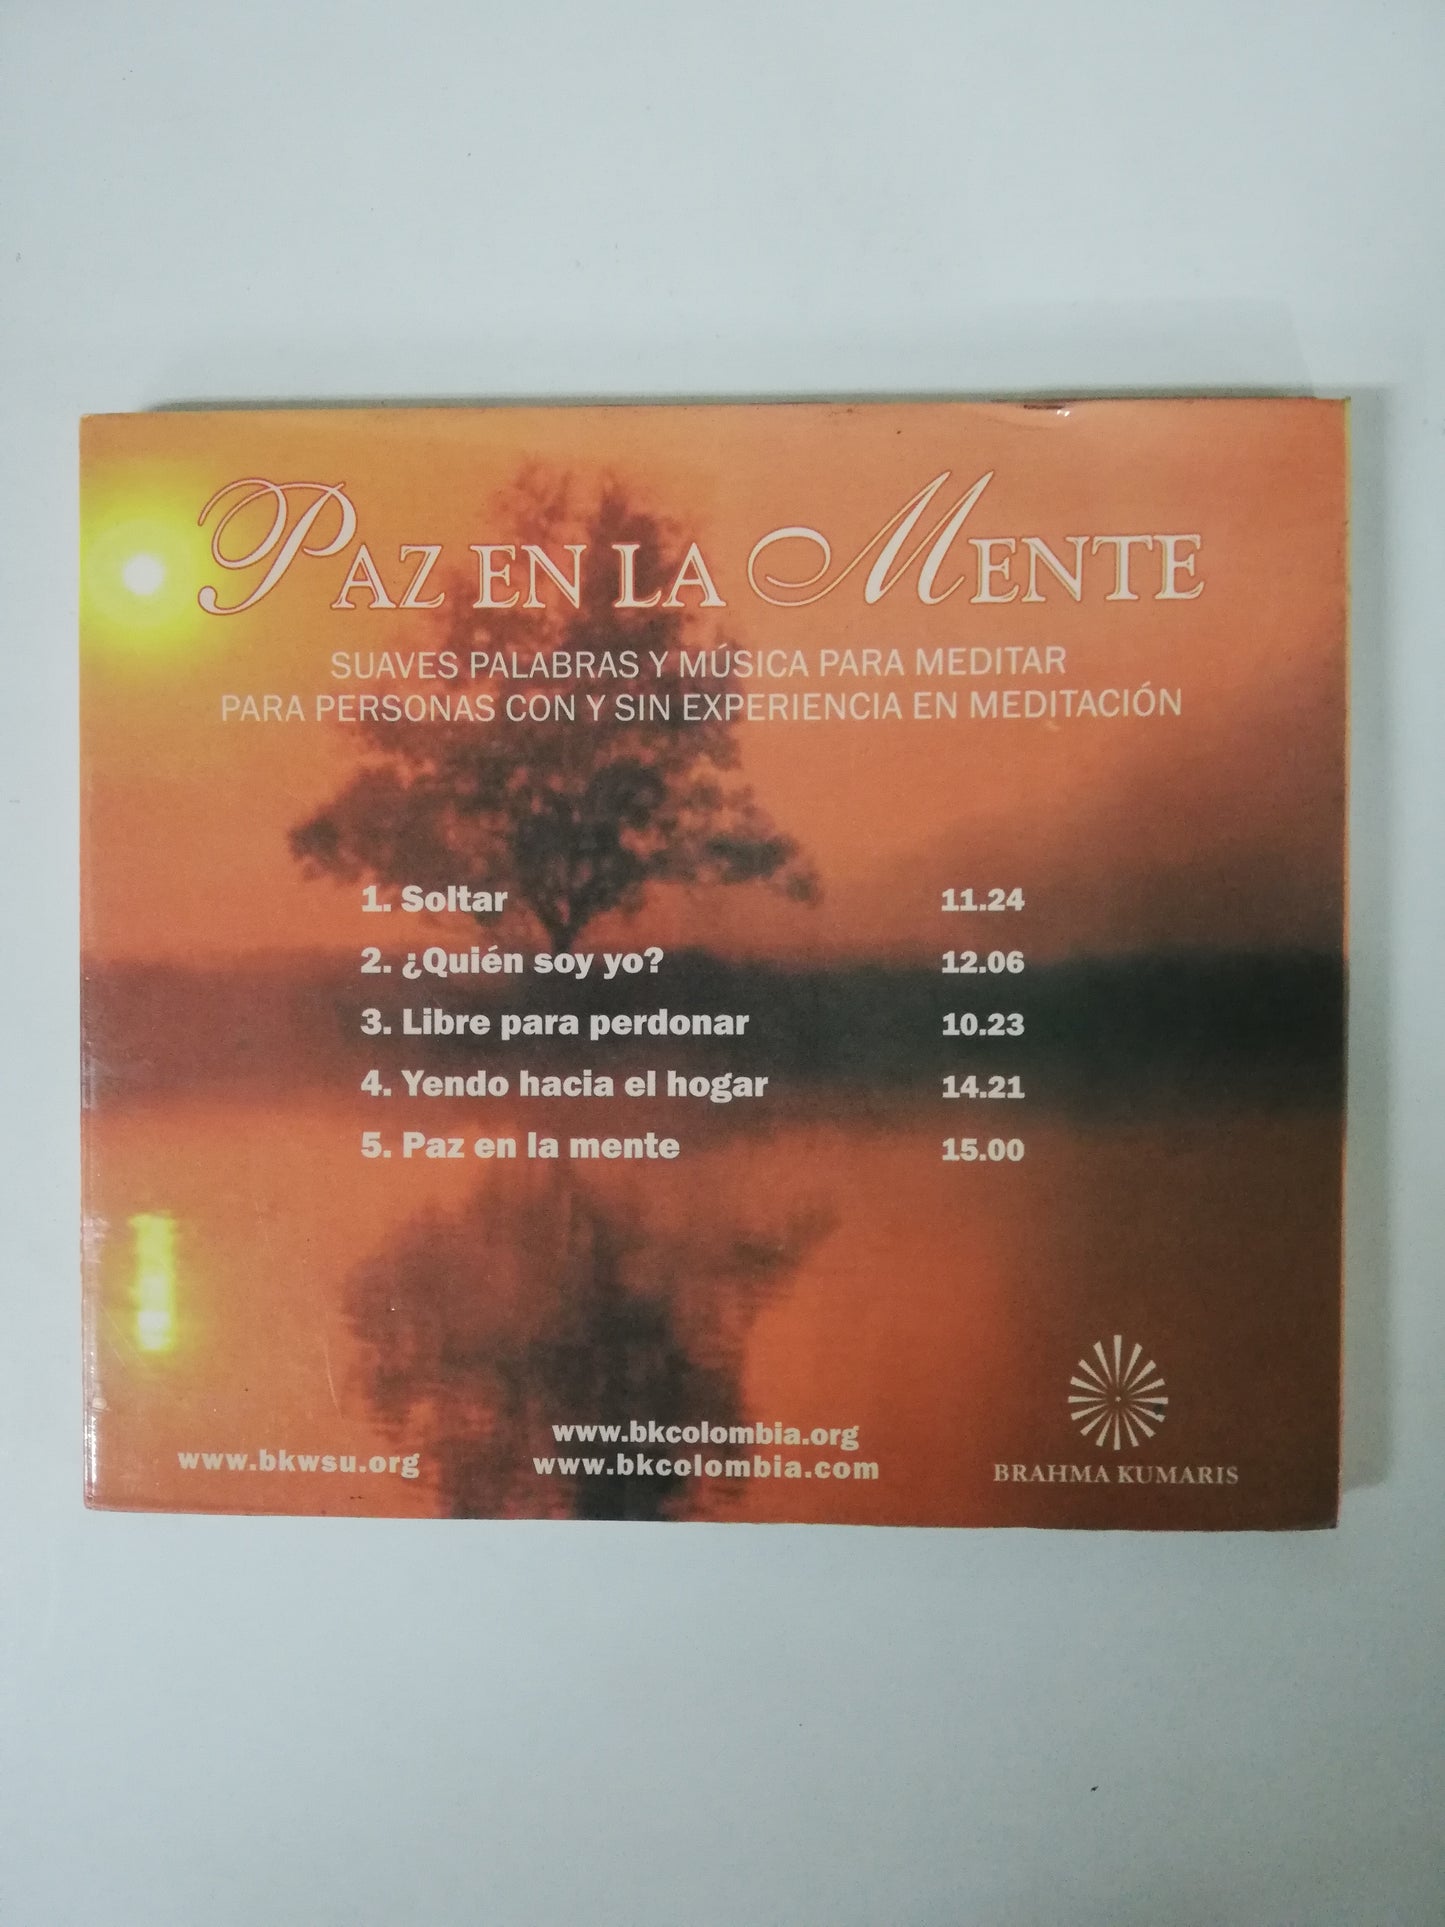 PAZ EN LA MENTE
SUAVES PALABRAS Y MÚSICA PARA MEDITAR
PARA PERSONAS CON Y SIN EXPERIENCIA EN MEDITACIÓN
1. Soltar 11.24
2. ¿Quién soy yo? 12.06
3. Libre para perdonar 10.23
4. Yendo hacia el hogar 14.21
5. Paz en la mente 15.00
www.bkwsu.org
www.bkcolombia.org
www.bkcolombia.com
BRAHMA KUMARIS